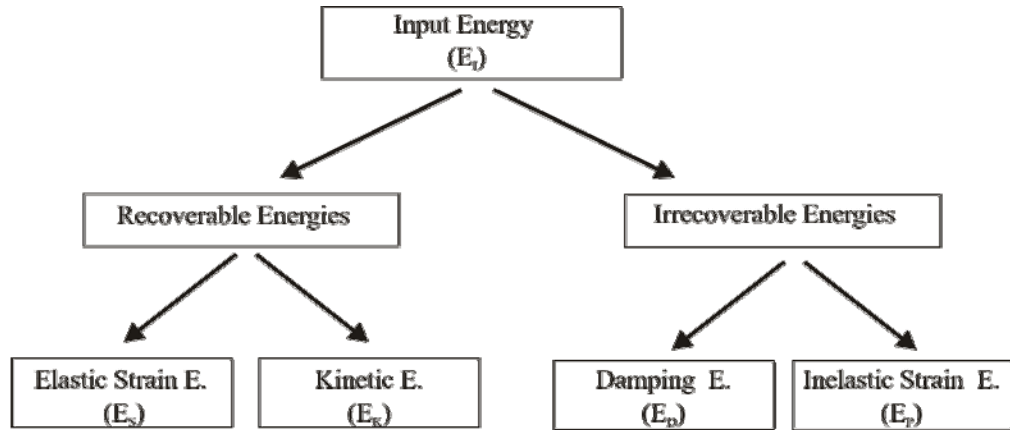 Input Energy
(E_I)
Recoverable Energies
Irrecoverable Energies
Elastic Strain E.
(E_S)
Kinetic E.
(E_K)
Damping E.
(E_D)
Inelastic Strain E.
(E_P)